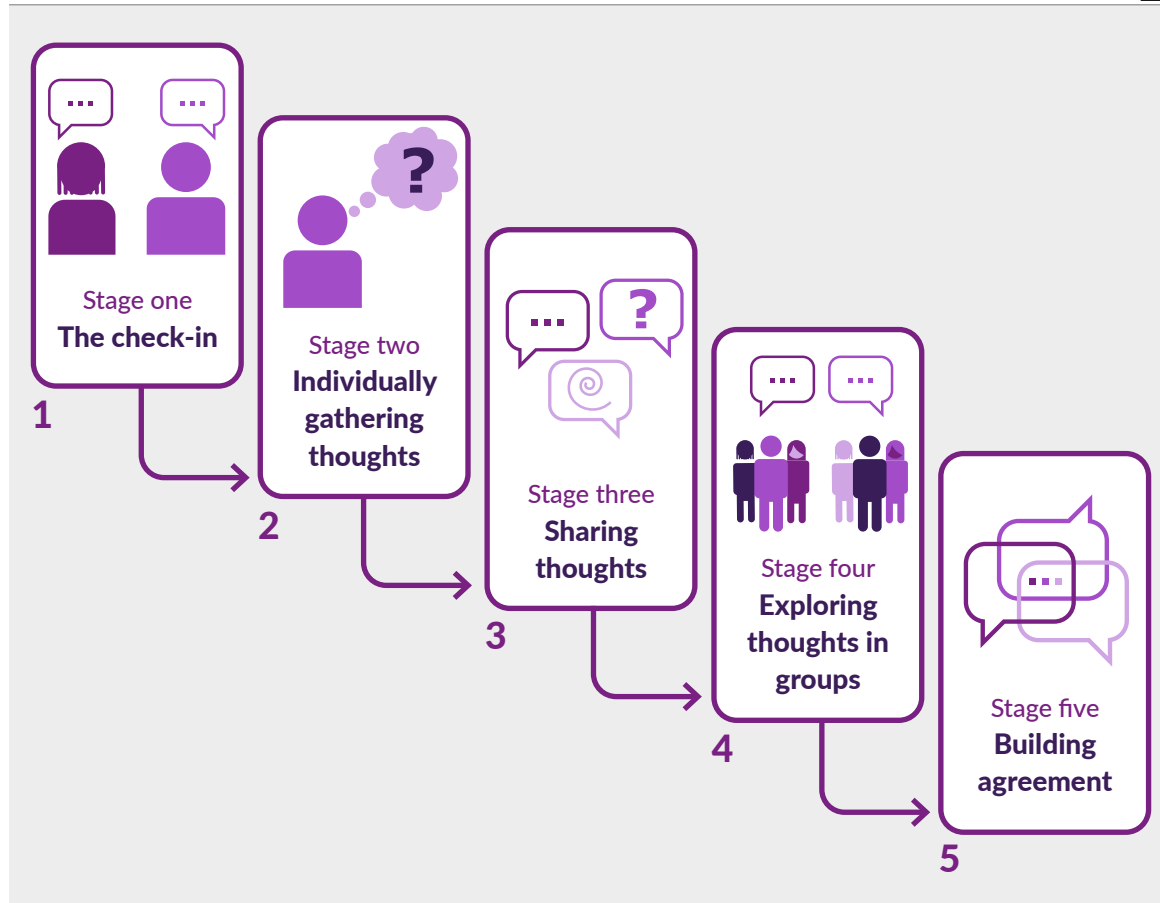 Stage one
The check-in
1
?
Stage two
Individually
gathering
thoughts
2
?
Stage three
Sharing
thoughts
3
Stage four
Exploring
thoughts in
groups
4
Stage five
Building
agreement
5